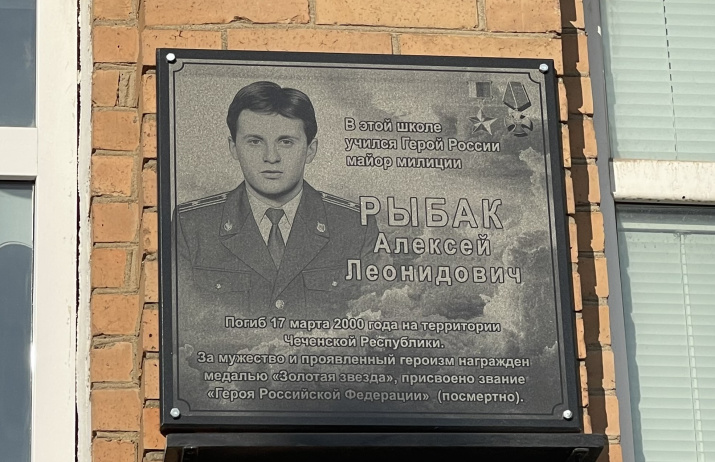 В этой школе
учился Герой России
майор милиции
РЫБАК
Алексей
Леонидович
Погиб 17 марта 2000 года на территории
Чеченской Республики.
За мужество и проявленный героизм награжден
медалью «Золотая звезда», присвоено звание
«Героя Российской Федерации» (посмертно).